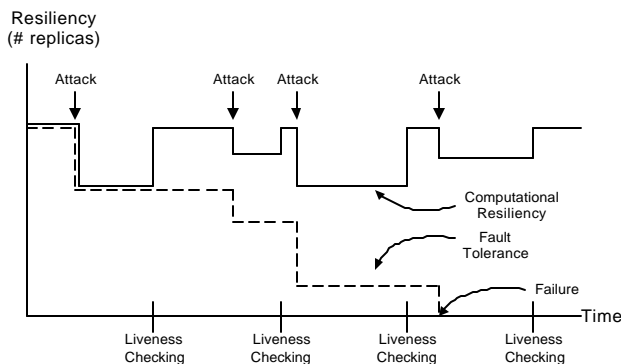 Resiliency
(# replicas)
Attack
Attack
Attack
Attack
Computational
Resiliency
Fault
Tolerance
Failure
Time
Liveness
Checking
Liveness
Checking
Liveness
Checking
Liveness
Checking